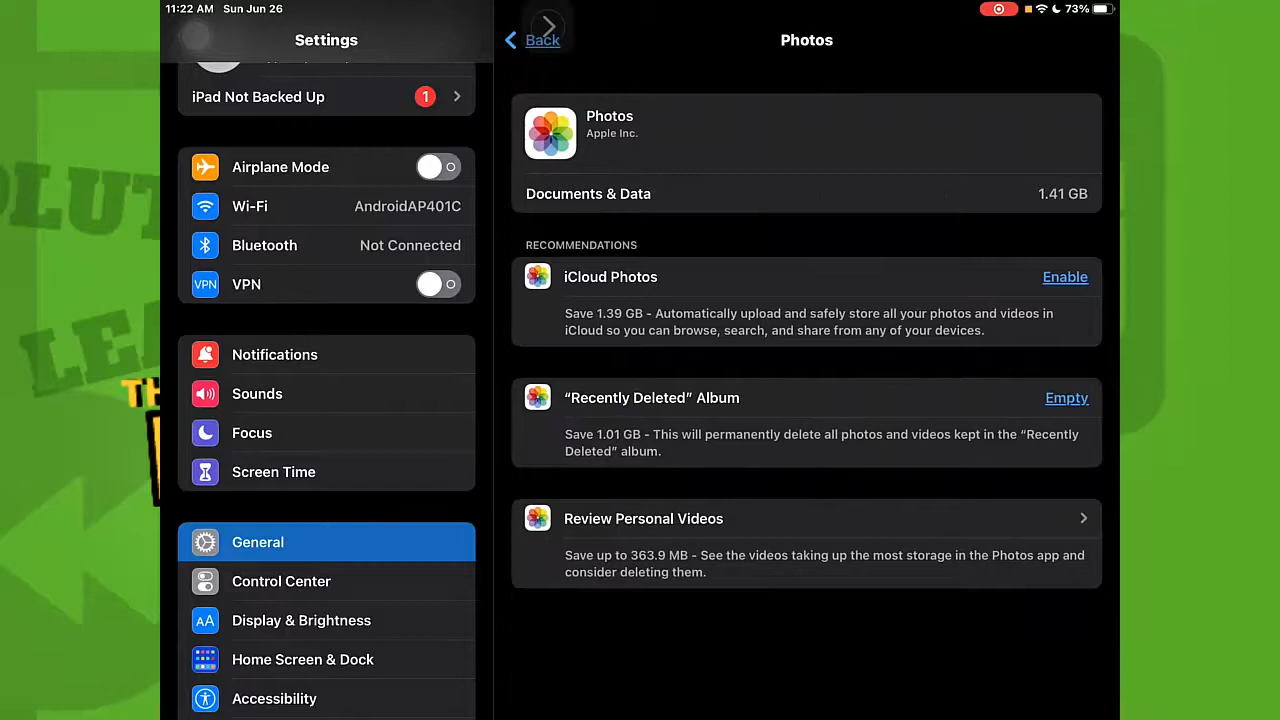 11:22 AM Sun Jun 26
73%
Settings
iPad Not Backed Up
1
Airplane Mode
Wi-Fi
AndroidAP401C
Bluetooth
Not Connected
VPN
VPN
Notifications
Sounds
Focus
Screen Time
General
Control Center
AA
Display & Brightness
Home Screen & Dock
Accessibility
Back
Photos
Photos
Apple Inc.
Documents & Data
1.41 GB
RECOMMENDATIONS
iCloud Photos
Enable
Save 1.39 GB - Automatically upload and safely store all your photos and videos in
iCloud so you can browse, search, and share from any of your devices.
“Recently Deleted” Album
Empty
Save 1.01 GB - This will permanently delete all photos and videos kept in the “Recently
Deleted” album.
Review Personal Videos
Save up to 363.9 MB - See the videos taking up the most storage in the Photos app and
consider deleting them.